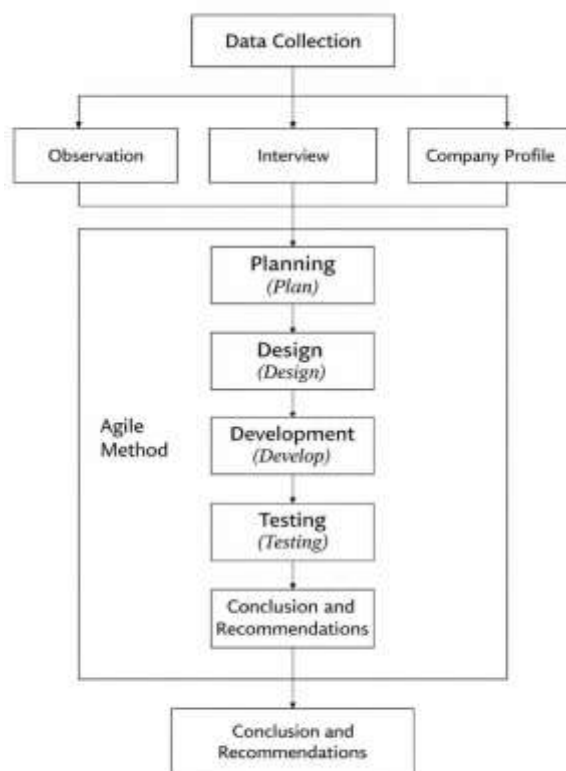 Data Collection
Observation
Interview
Company Profile
Planning
(Plan)
Design
(Design)
Agile
Method
Development
(Develop)
Testing
(Testing)
Conclusion and
Recommendations
Conclusion and
Recommendations